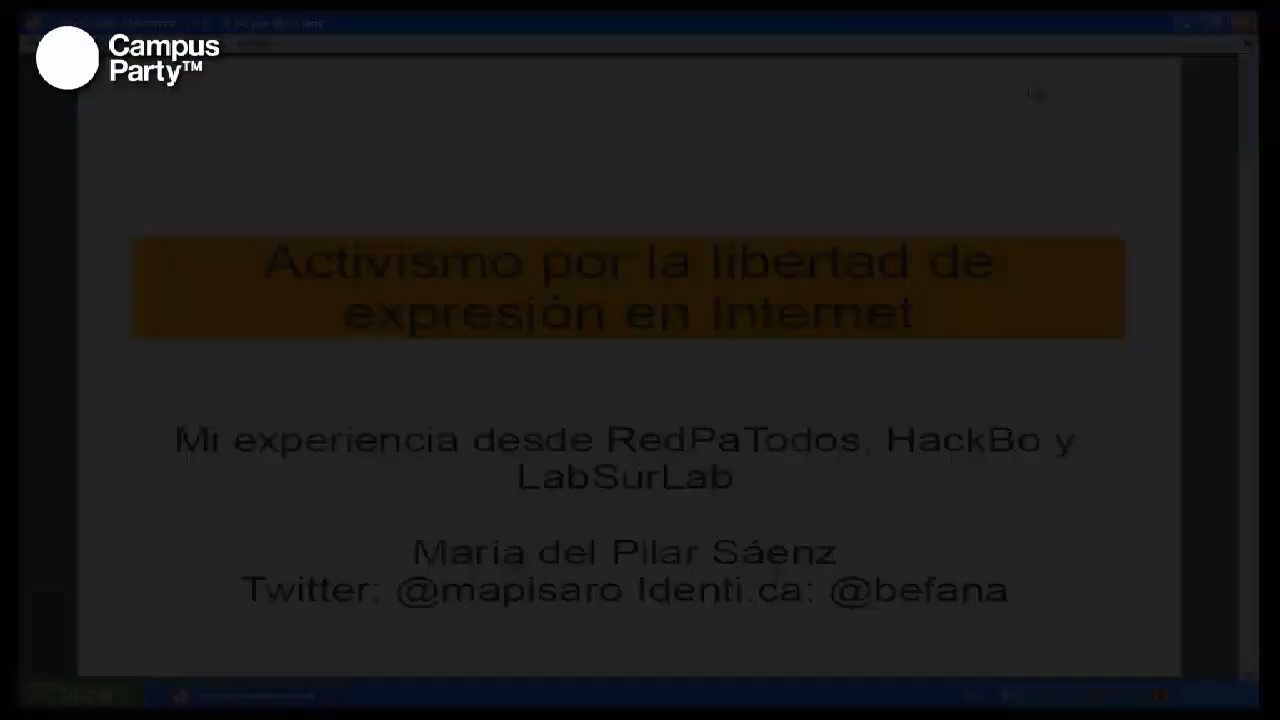 Campus
Party™
Activismo por la libertad de
expresión en Internet
Mi experiencia desde RedPaTodos, HackBo y
LabSurLab
María del Pilar Sáenz
Twitter: @mapisaro Identi.ca: @befana